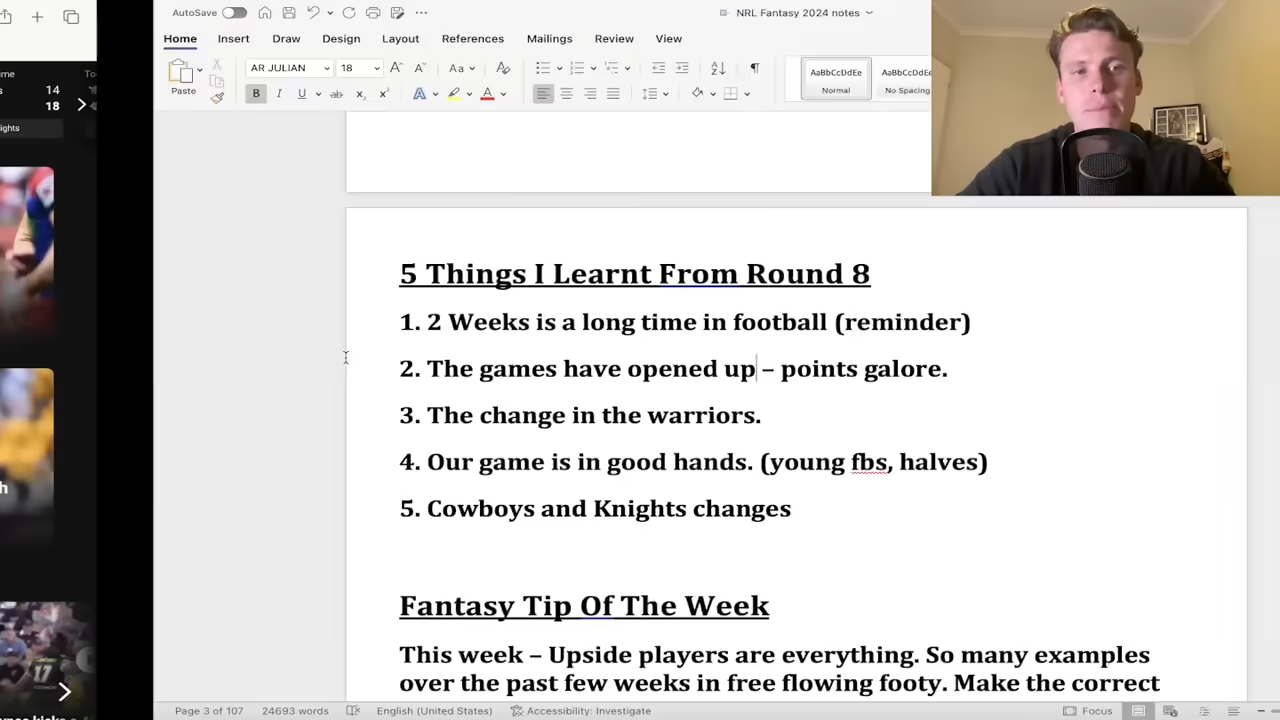 AutoSave
NRL Fantasy 2024 notes
Home Insert Draw Design Layout References Mailings Review View
AR JULIAN 18
Paste
AaBbCcDdEe AaBbCcDdEe
Normal No Spacing
14
18
5 Things I Learnt From Round 8
1. 2 Weeks is a long time in football (reminder)
2. The games have opened up – points galore.
3. The change in the warriors.
4. Our game is in good hands. (young fbs, halves)
5. Cowboys and Knights changes
Fantasy Tip Of The Week
This week – Upside players are everything. So many examples
over the past few weeks in free flowing footy. Make the correct
17
Page 3 of 107 24693 words English (United States) Accessibility: Investigate Focus